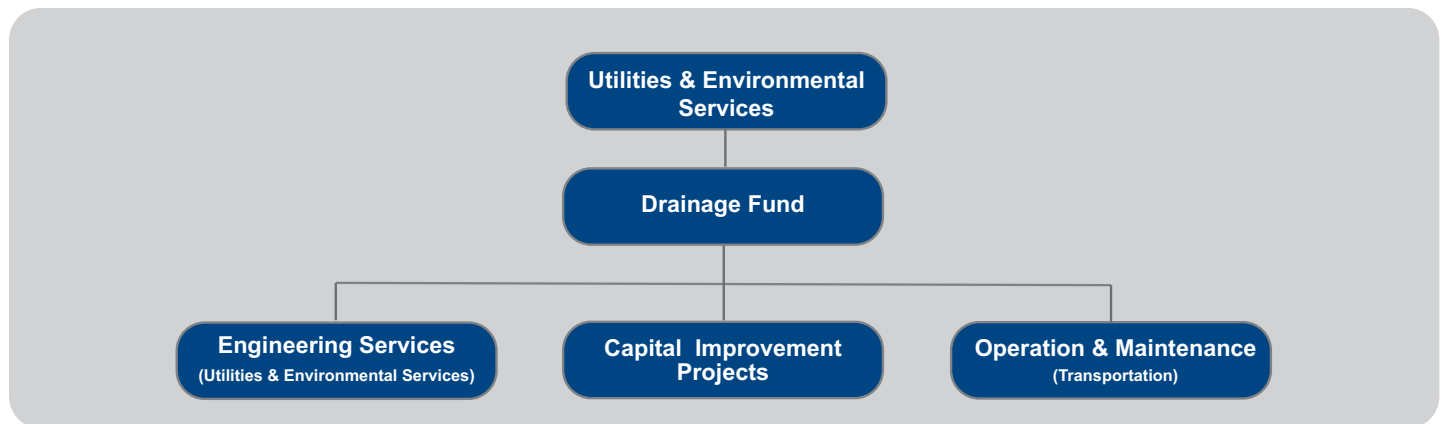 Utilities & Environmental
Services
Drainage Fund
Engineering Services
(Utilities & Environmental Services)
Capital Improvement
Projects
Operation & Maintenance
(Transportation)